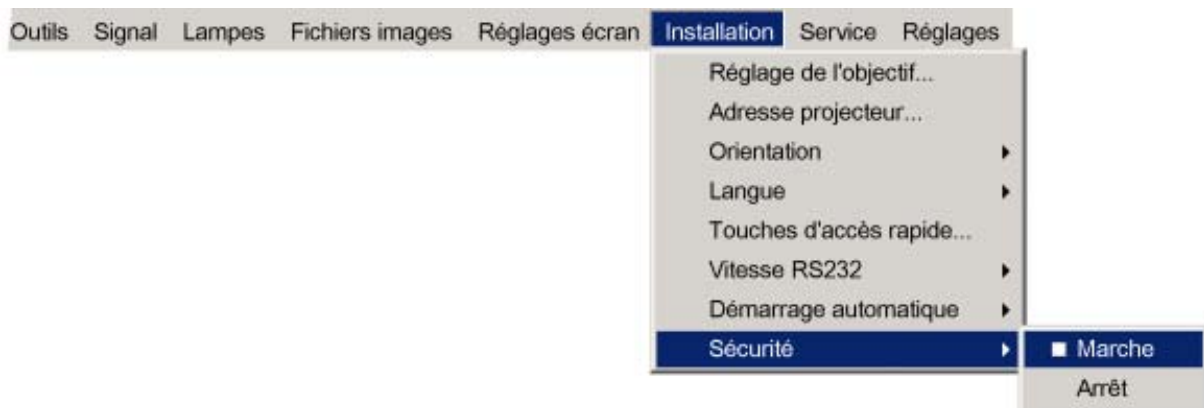 Outils Signal Lampes Fichiers images Réglages écran Installation Service Réglages
Réglage de l'objectif...
Adresse projecteur...
Orientation
Langue
Touches d'accès rapide...
Vitesse RS232
Démarrage automatique
Sécurité
Marche
Arrêt